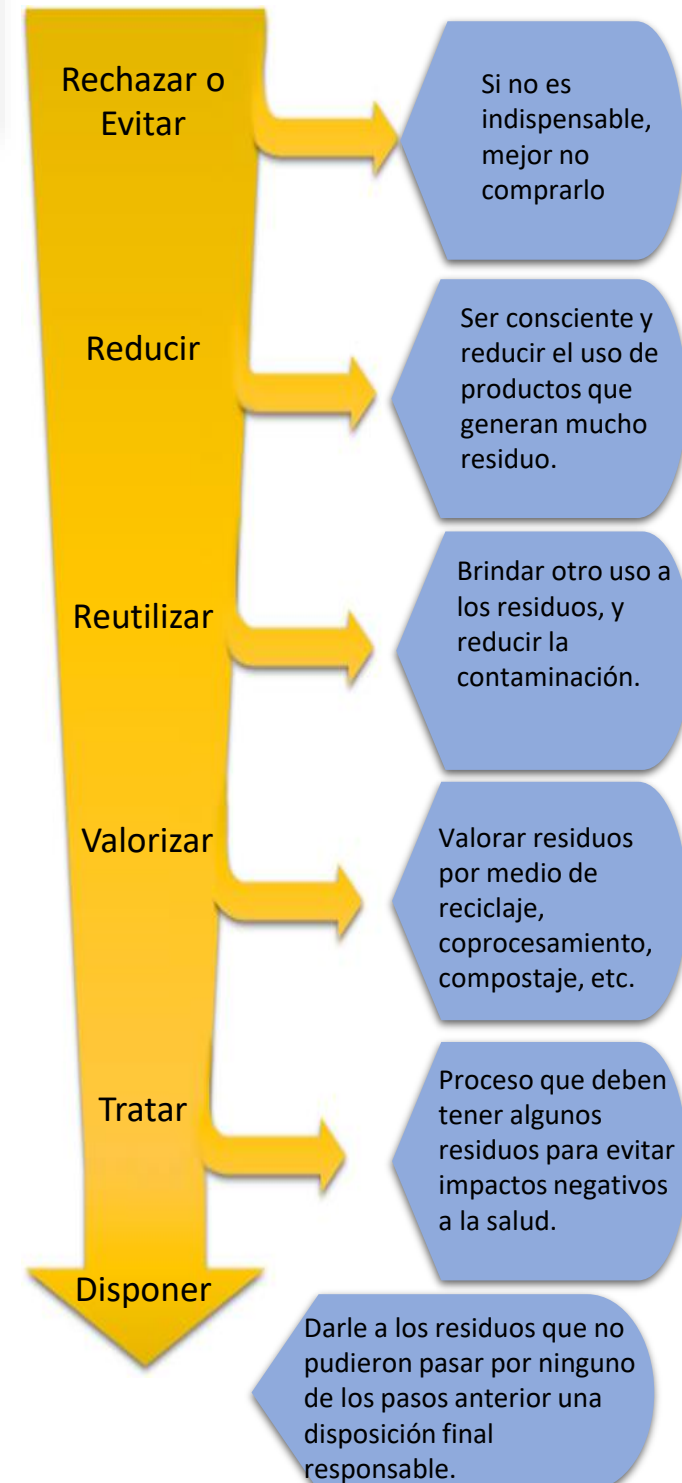 Rechazar o
Evitar
Si no es
indispensable,
mejor no
comprarlo
Reducir
Ser consciente y
reducir el uso de
productos que
generan mucho
residuo.
Reutilizar
Brindar otro uso a
los residuos, y
reducir la
contaminación.
Valorizar
Valorar residuos
por medio de
reciclaje,
coprocesamiento,
compostaje, etc.
Tratar
Proceso que deben
tener algunos
residuos para evitar
impactos negativos
a la salud.
Disponer
Darle a los residuos que no
pudieron pasar por ninguno
de los pasos anterior una
disposición final
responsable.